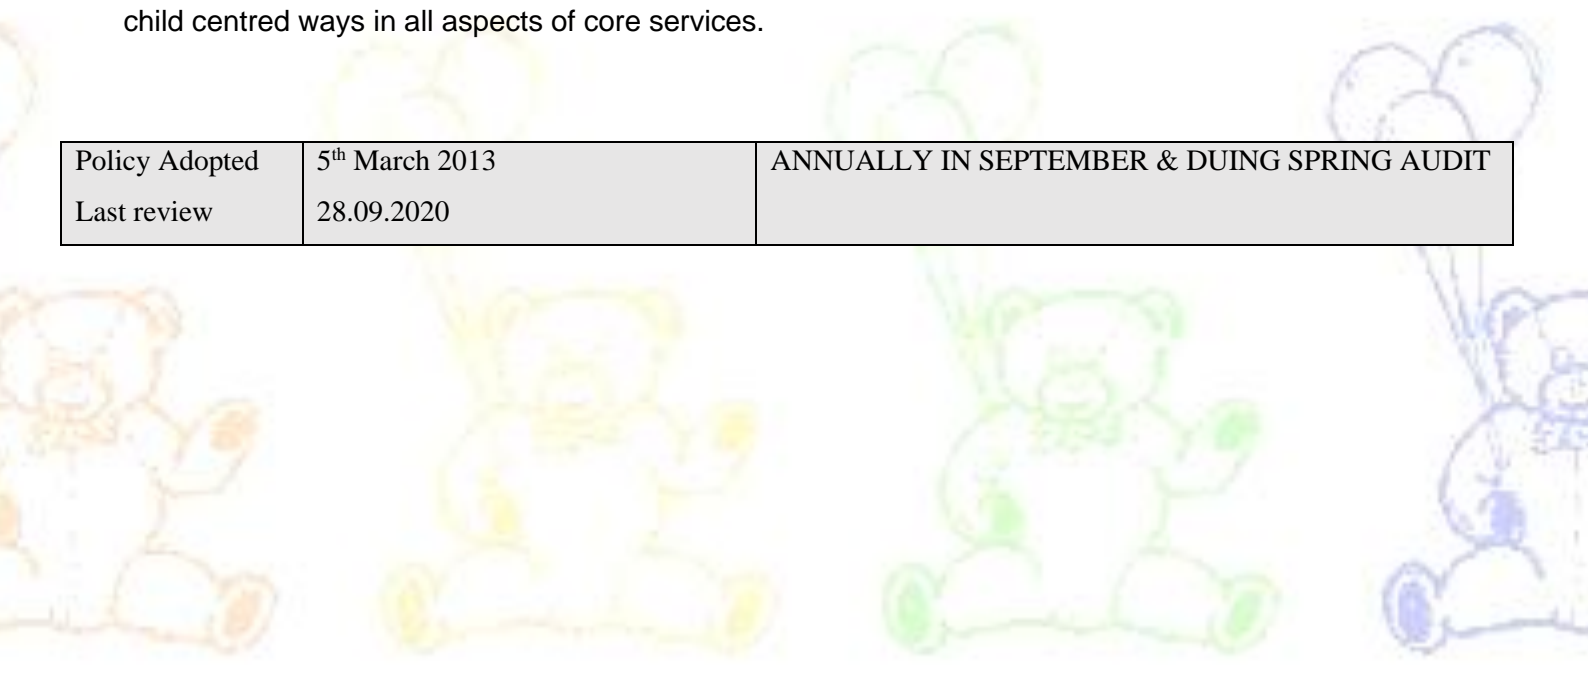 child centred ways in all aspects of core services.
Policy Adopted 5th March 2013 ANNUALLY IN SEPTEMBER & DUING SPRING AUDIT
Last review 28.09.2020